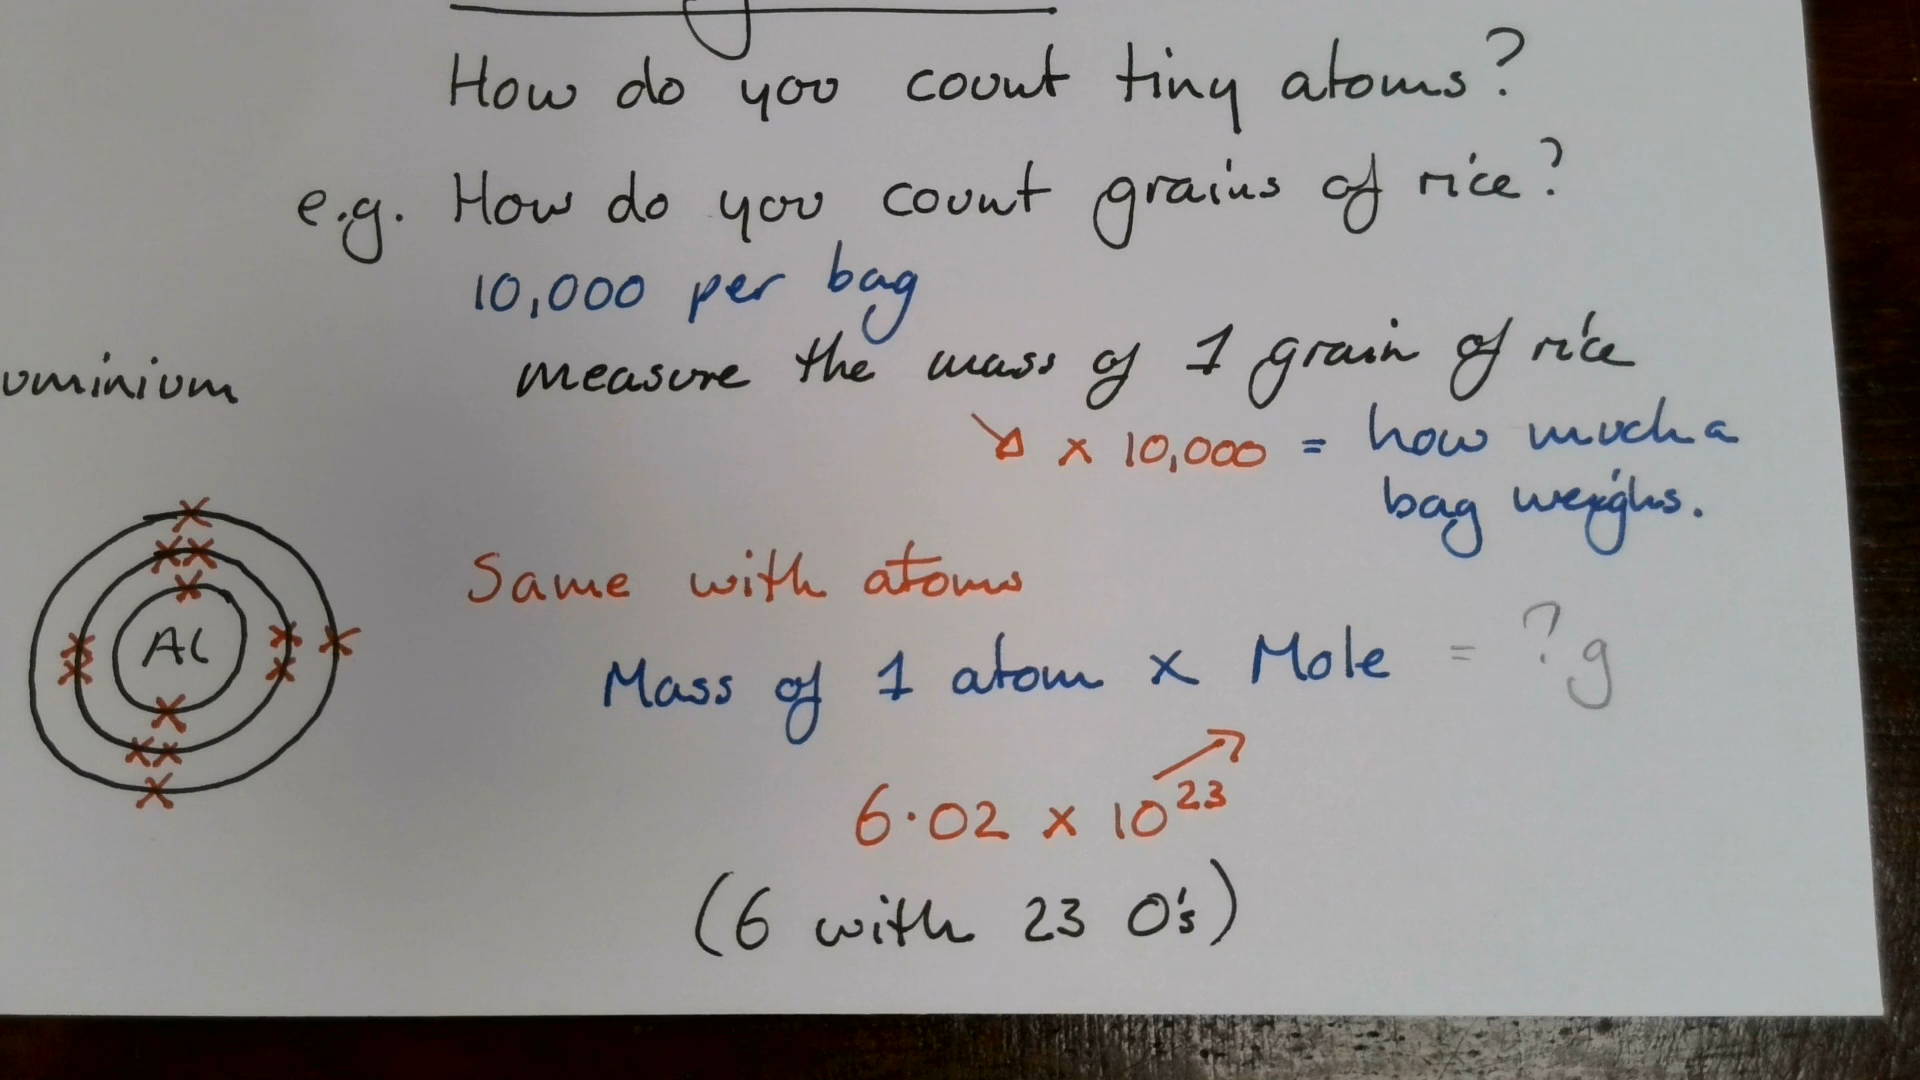 How do you count tiny atoms?
e.g. How do you count grains of rice?
10,000 per bag
measure the mass of 1 grain of rice
x 10,000 = how much a
bag weighs.
uminium
Al
Same with atoms
Mass of 1 atom x Mole = ? g
6.02 x 10²³
(6 with 23 0's)